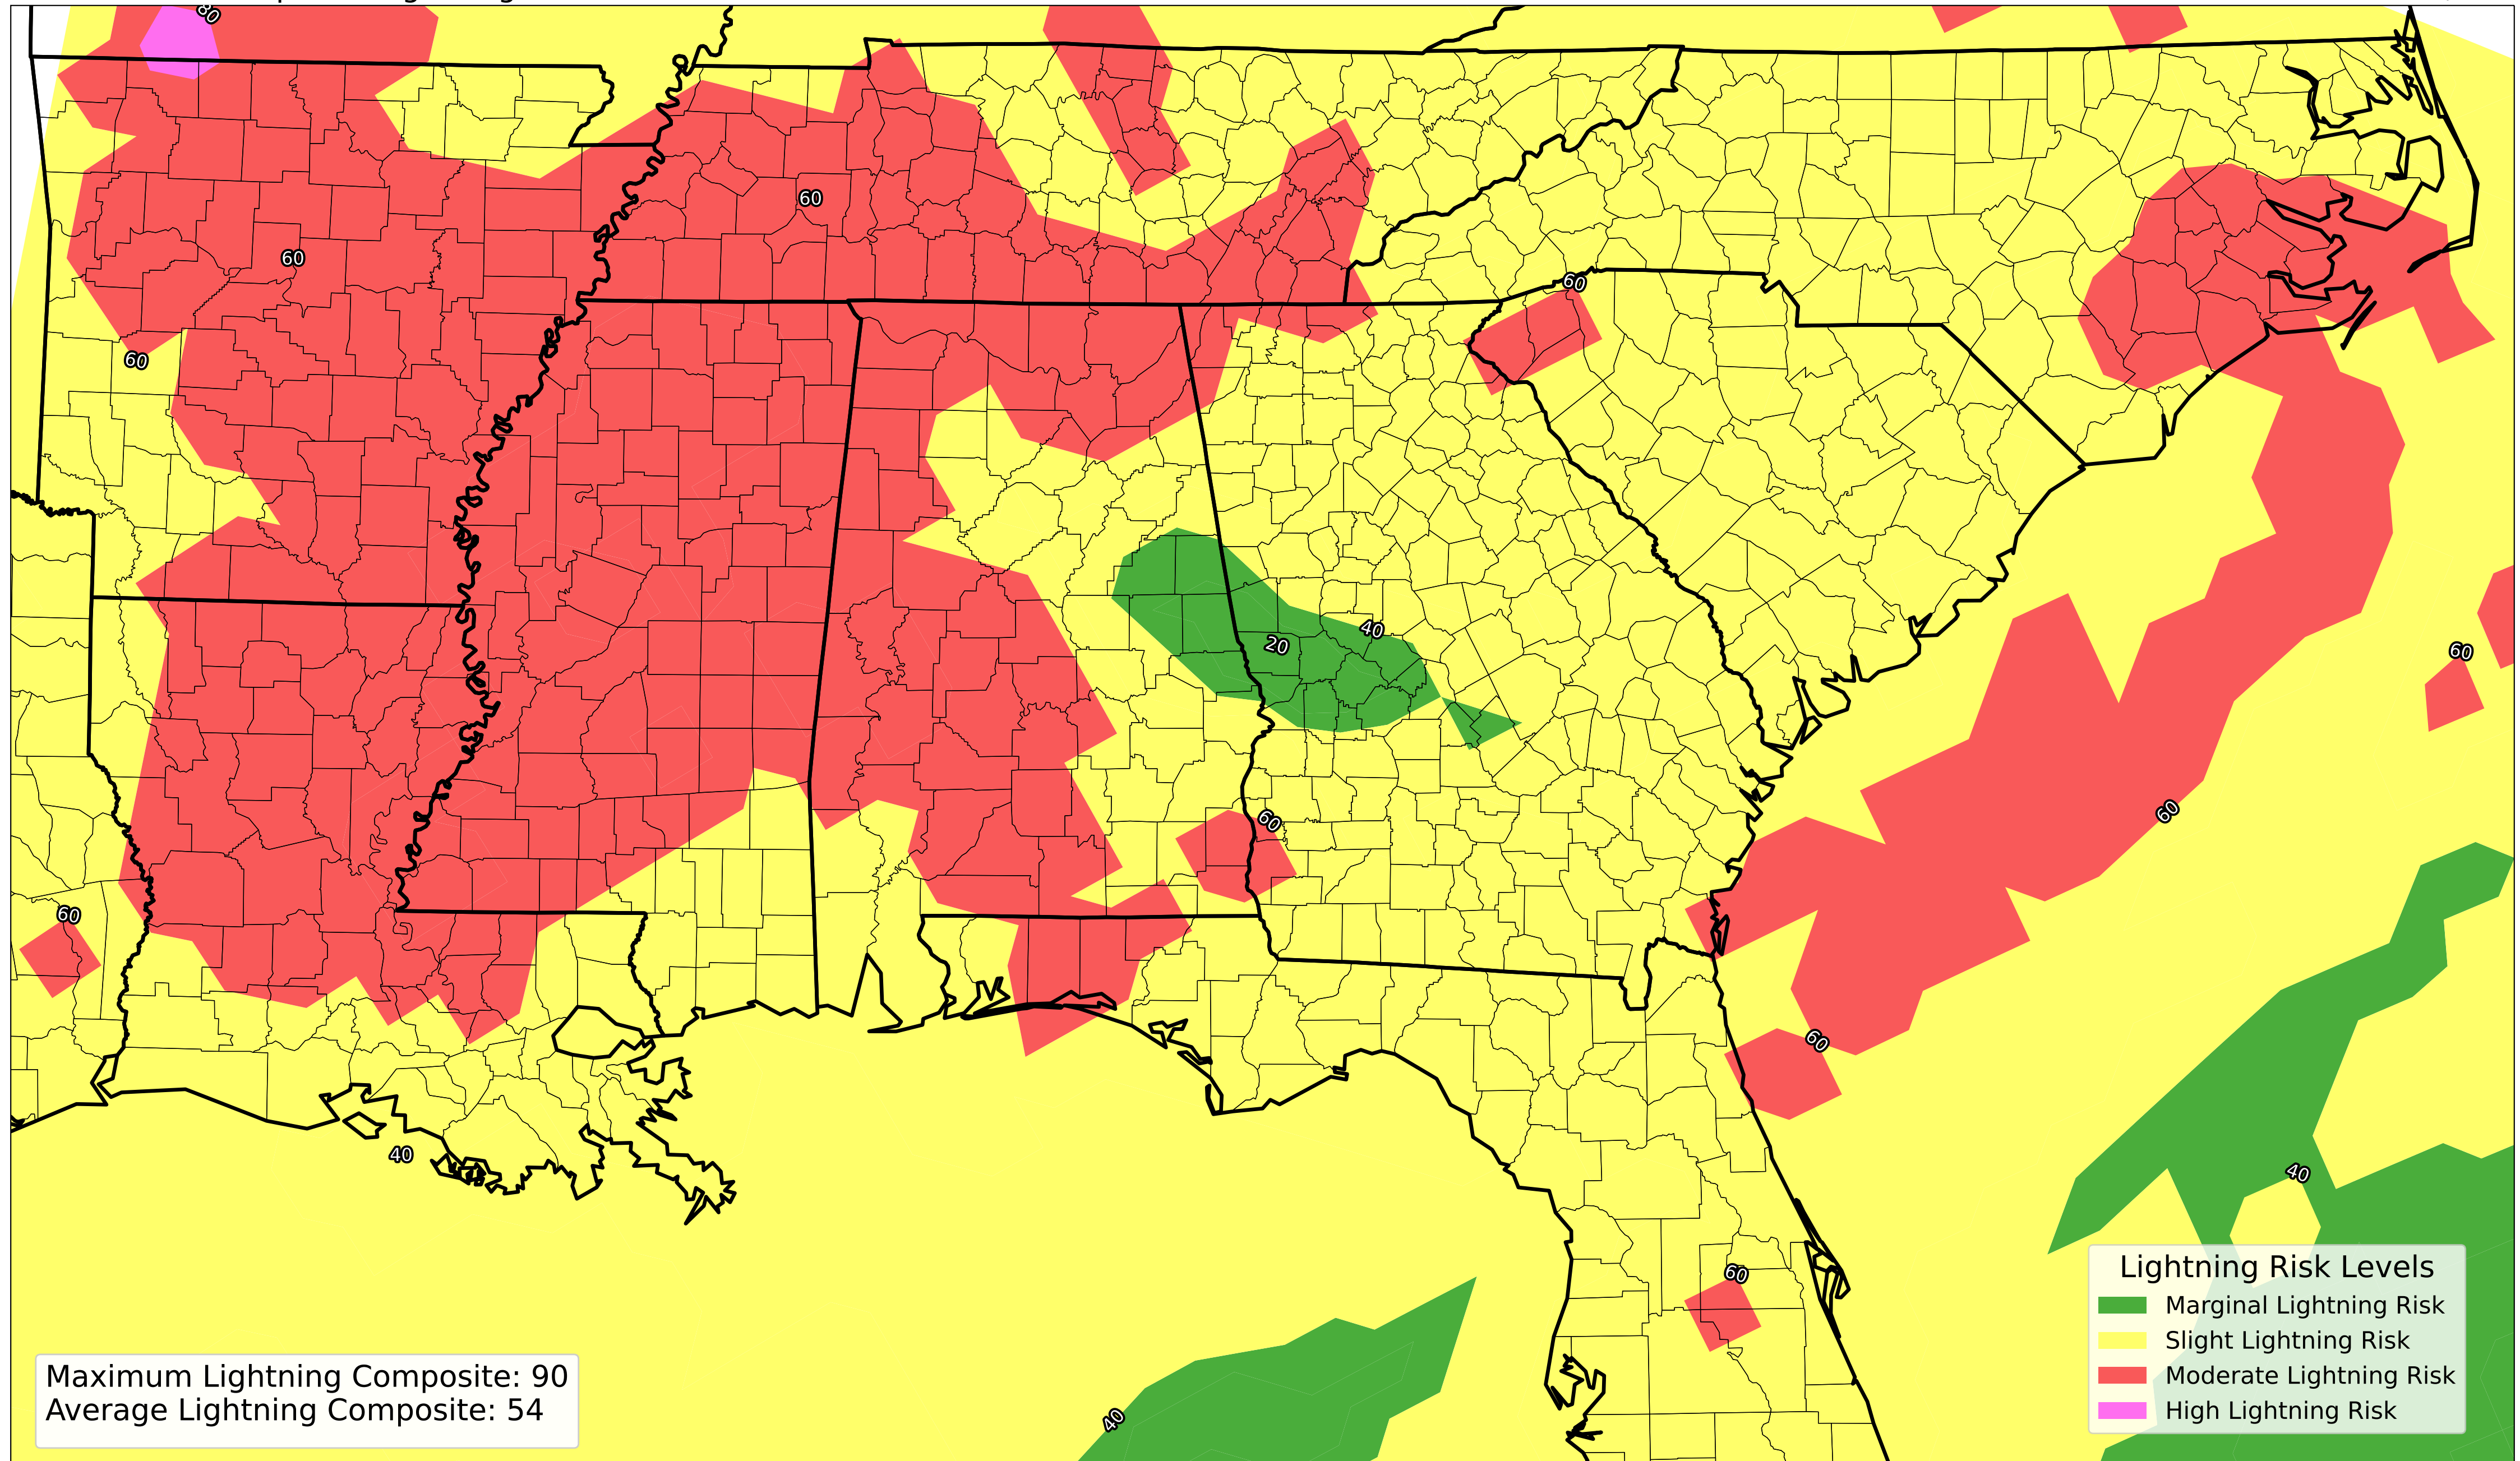 80
60
60
60
60
20
40
60
60
60
60
60
40
60
40
40
Lightning Risk Levels
Marginal Lightning Risk
Slight Lightning Risk
Moderate Lightning Risk
High Lightning Risk
Maximum Lightning Composite: 90
Average Lightning Composite: 54